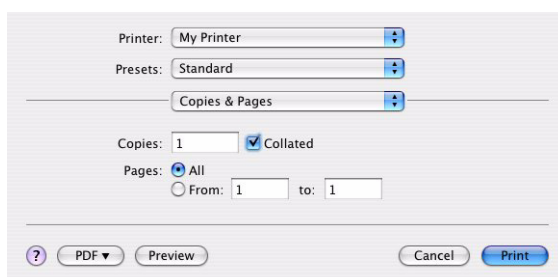 Printer: My Printer
Presets: Standard
Copies & Pages
Copies: 1 Collated
Pages: All
From: 1 to: 1
? PDF ▼ Preview Cancel Print